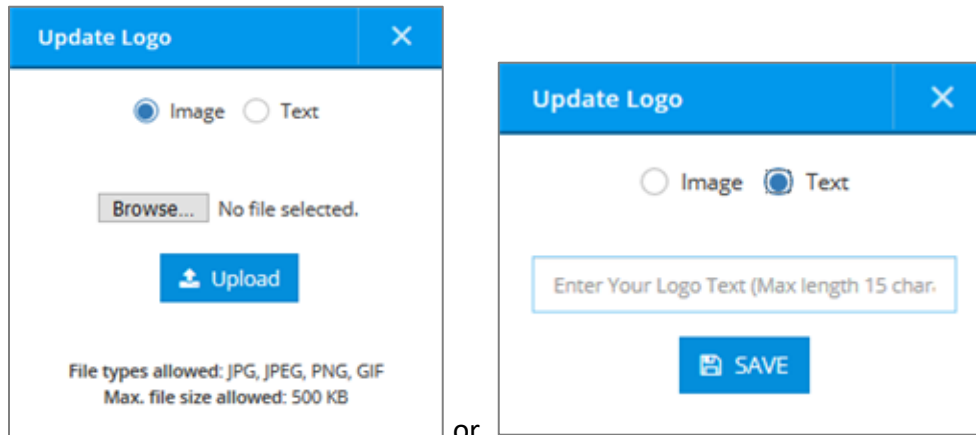 Update Logo
Image Text
Browse... No file selected.
Upload
File types allowed: JPG, JPEG, PNG, GIF
Max. file size allowed: 500 KB
or
Update Logo
Image Text
Enter Your Logo Text (Max length 15 char
SAVE